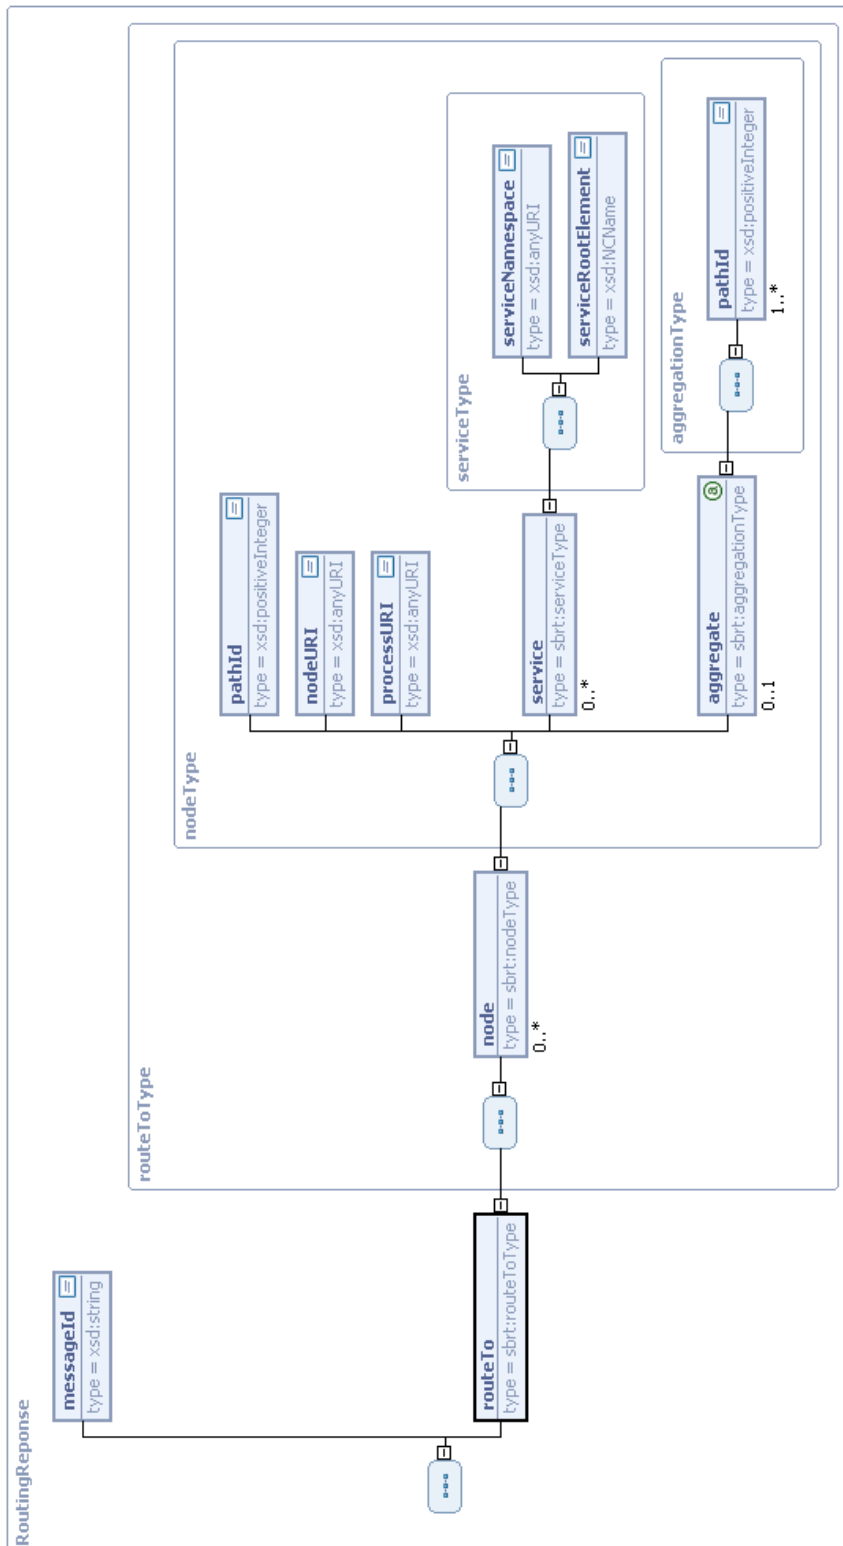 RoutingReponse
messageId
type = xsd:string
routeTo
type = sbrt:routeToType
routeToType
node
type = sbrt:nodeType
0..*
nodeType
pathId
type = xsd:positiveInteger
nodeURI
type = xsd:anyURI
processURI
type = xsd:anyURI
service
type = sbrt:serviceType
0..*
serviceType
serviceNamespace
type = xsd:anyURI
serviceRootElement
type = xsd:NCName
aggregate
a
type = sbrt:aggregationType
0..1
aggregationType
pathId
type = xsd:positiveInteger
1..*